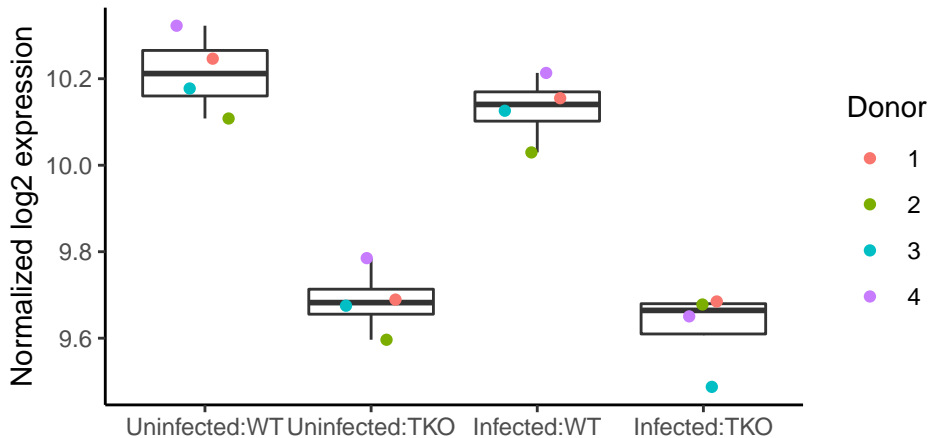 Normalized log2 expression
10.2
10.0
9.8
9.6
Uninfected:WT
Uninfected:TKO
Infected:WT
Infected:TKO
Donor
1
2
3
4